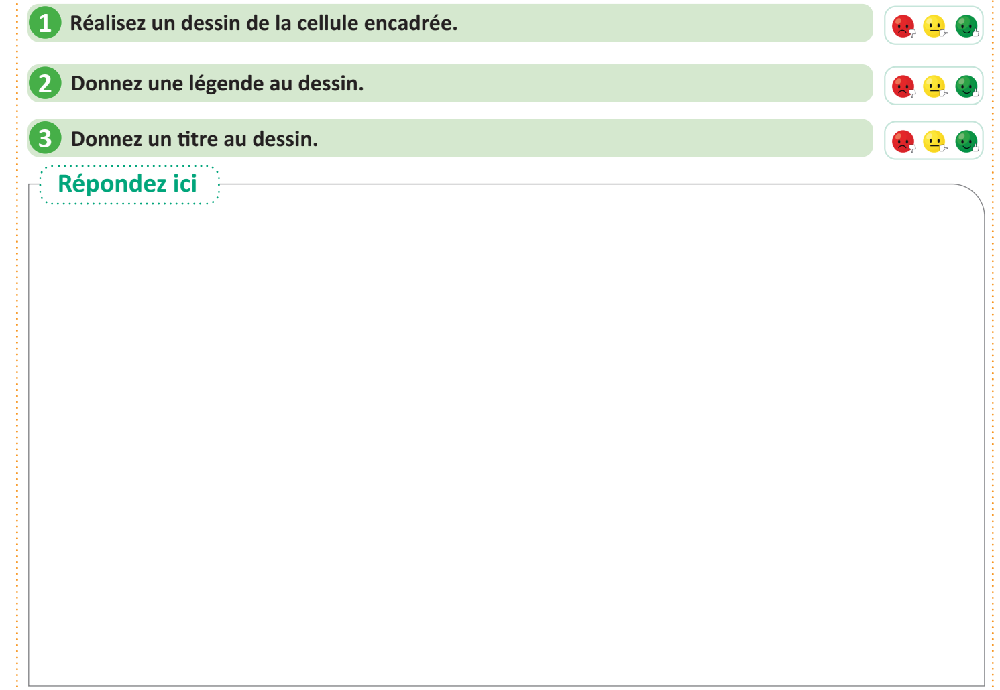 1 Réalisez un dessin de la cellule encadrée.
2 Donnez une légende au dessin.
3 Donnez un titre au dessin.
Répondez ici